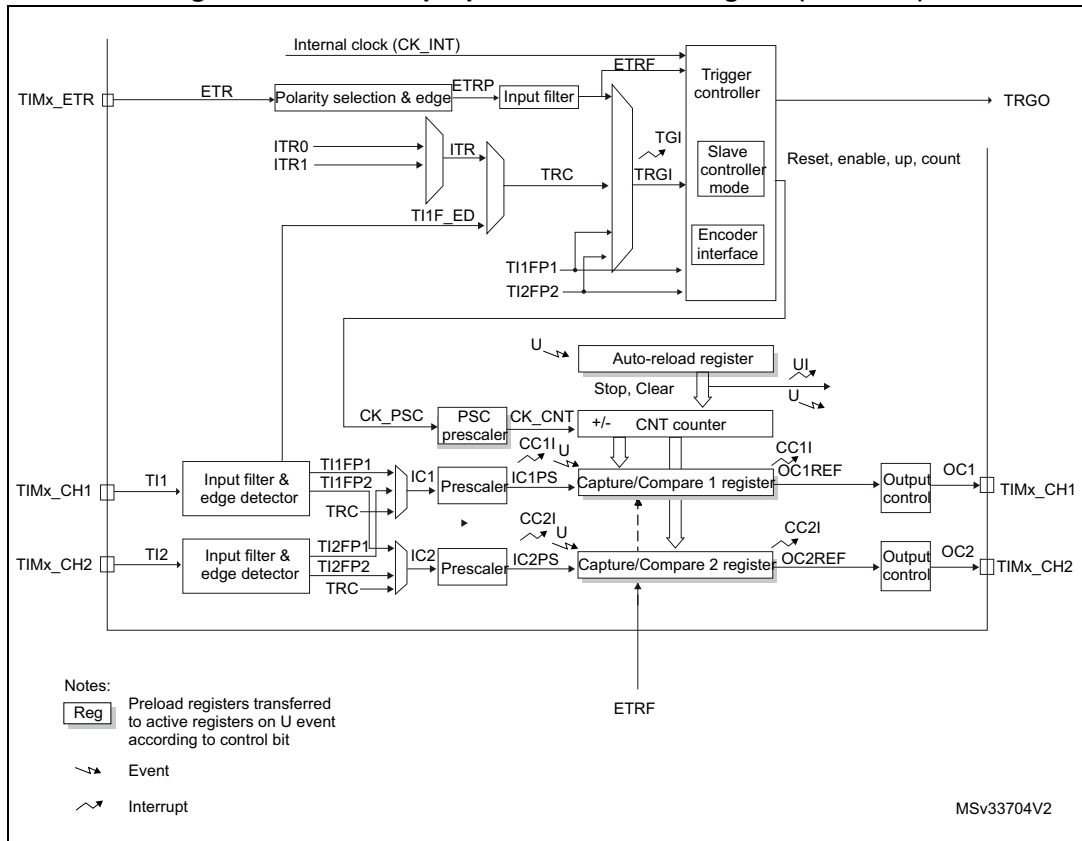 Internal clock (CK_INT)
ETRF
Trigger
controller
TIMx_ETR
ETR
Polarity selection & edge
ETRP
Input filter
TRGO
ITR0
ITR1
ITR
TGI
TRC
TRGI
Slave
controller
mode
Reset, enable, up, count
TI1F_ED
Encoder
interface
TI1FP1
TI2FP2
U
Auto-reload register
UI
Stop, Clear
U
CK_PSC
PSC
prescaler
CK_CNT
+/-
CNT counter
CC1I
U
CC1I
TIMx_CH1
TI1
Input filter &
edge detector
TI1FP1
TI1FP2
TRC
IC1
Prescaler
IC1PS
Capture/Compare 1 register
OC1REF
Output
control
OC1
TIMx_CH1
CC2I
U
CC2I
TIMx_CH2
TI2
Input filter &
edge detector
TI2FP1
TI2FP2
TRC
IC2
Prescaler
IC2PS
Capture/Compare 2 register
OC2REF
Output
control
OC2
TIMx_CH2
ETRF
Notes:
Reg
Preload registers transferred
to active registers on U event
according to control bit
Event
Interrupt
MSv33704V2